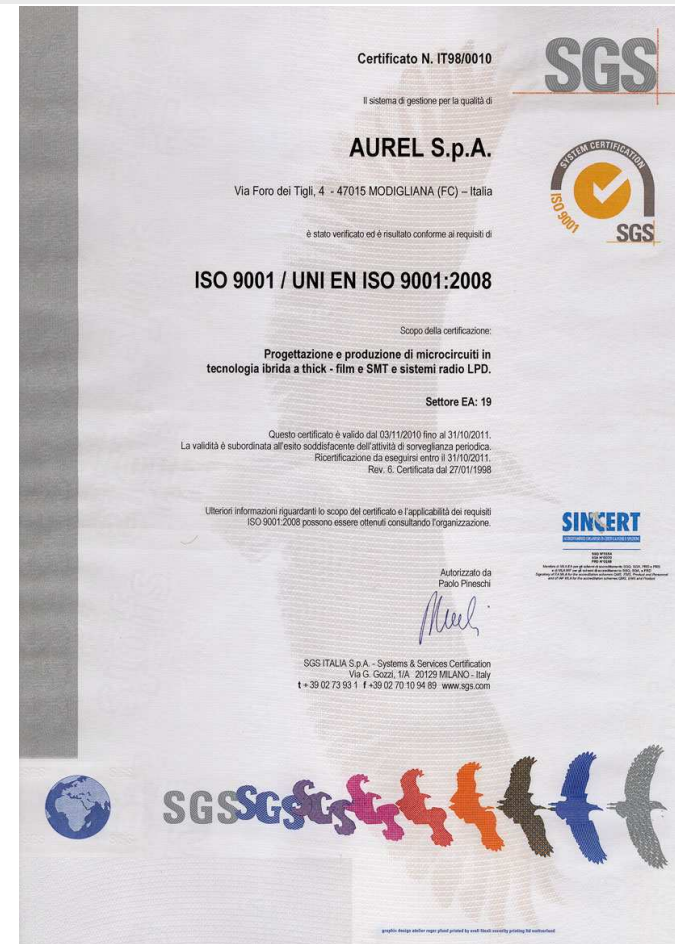 Certificato N. IT98/0010
SGS
Il sistema di gestione per la qualità di
AUREL S.p.A.
SYSTEM CERTIFICATION
ISO 9001
SGS
Via Foro dei Tigli, 4 - 47015 MODIGLIANA (FC) – Italia
è stato verificato ed è risultato conforme ai requisiti di
ISO 9001 / UNI EN ISO 9001:2008
Scopo della certificazione:
Progettazione e produzione di microcircuiti in
tecnologia ibrida a thick - film e SMT e sistemi radio LPD.
Settore EA: 19
Questo certificato è valido dal 03/11/2010 fino al 31/10/2011.
La validità è subordinata all'esito soddisfacente dell'attività di sorveglianza periodica.
Ricertificazione da eseguirsi entro il 31/10/2011.
Rev. 6. Certificata dal 27/01/1998
Ulteriori informazioni riguardanti lo scopo del certificato e l'applicabilità dei requisiti
ISO 9001:2008 possono essere ottenuti consultando l'organizzazione.
SINCERT
Autorizzato da
Paolo Pineschi
SGS ITALIA S.p.A. - Systems & Services Certification
Via G. Gozzi, 1/A 20129 MILANO - Italy
t + 39 02 73 93 1 f +39 02 70 10 94 89 www.sgs.com
SGSSGSSGS